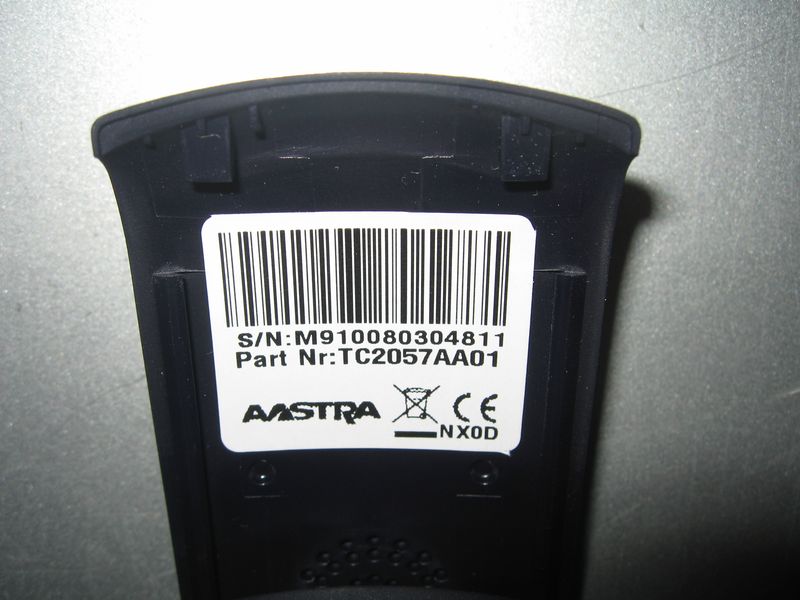 S/N:M910080304811
Part Nr:TC2057AA01
AASTRA CE
NX0D